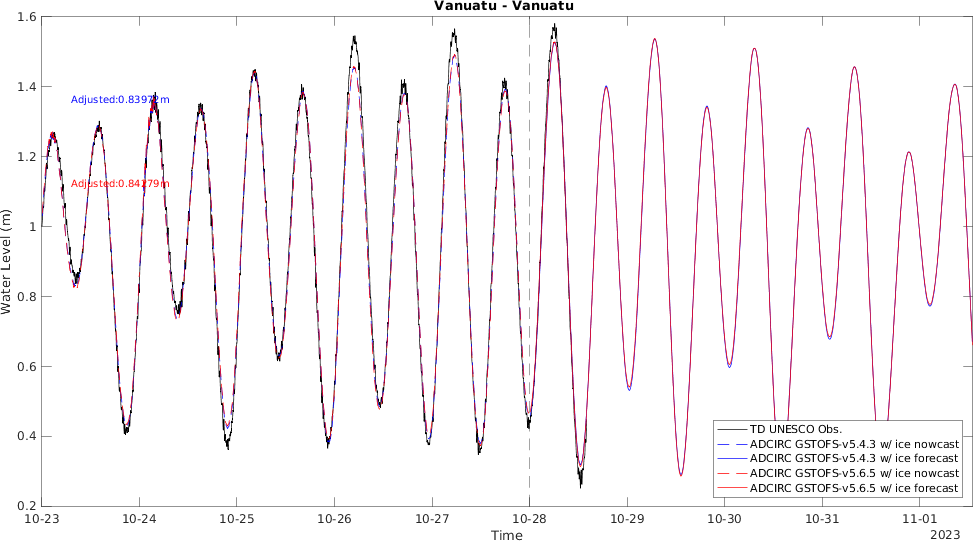 Vanuatu - Vanuatu
1.6
1.4
1.2
1
0.8
0.6
0.4
0.2
Water Level (m)
Adjusted:0.83972m
Adjusted:0.84279m
TD UNESCO Obs.
ADCIRC GSTOFS-v5.4.3 w/ ice nowcast
ADCIRC GSTOFS-v5.4.3 w/ ice forecast
ADCIRC GSTOFS-v5.6.5 w/ ice nowcast
ADCIRC GSTOFS-v5.6.5 w/ ice forecast
10-23 10-24 10-25 10-26 10-27 10-28 10-29 10-30 10-31 11-01
Time
2023